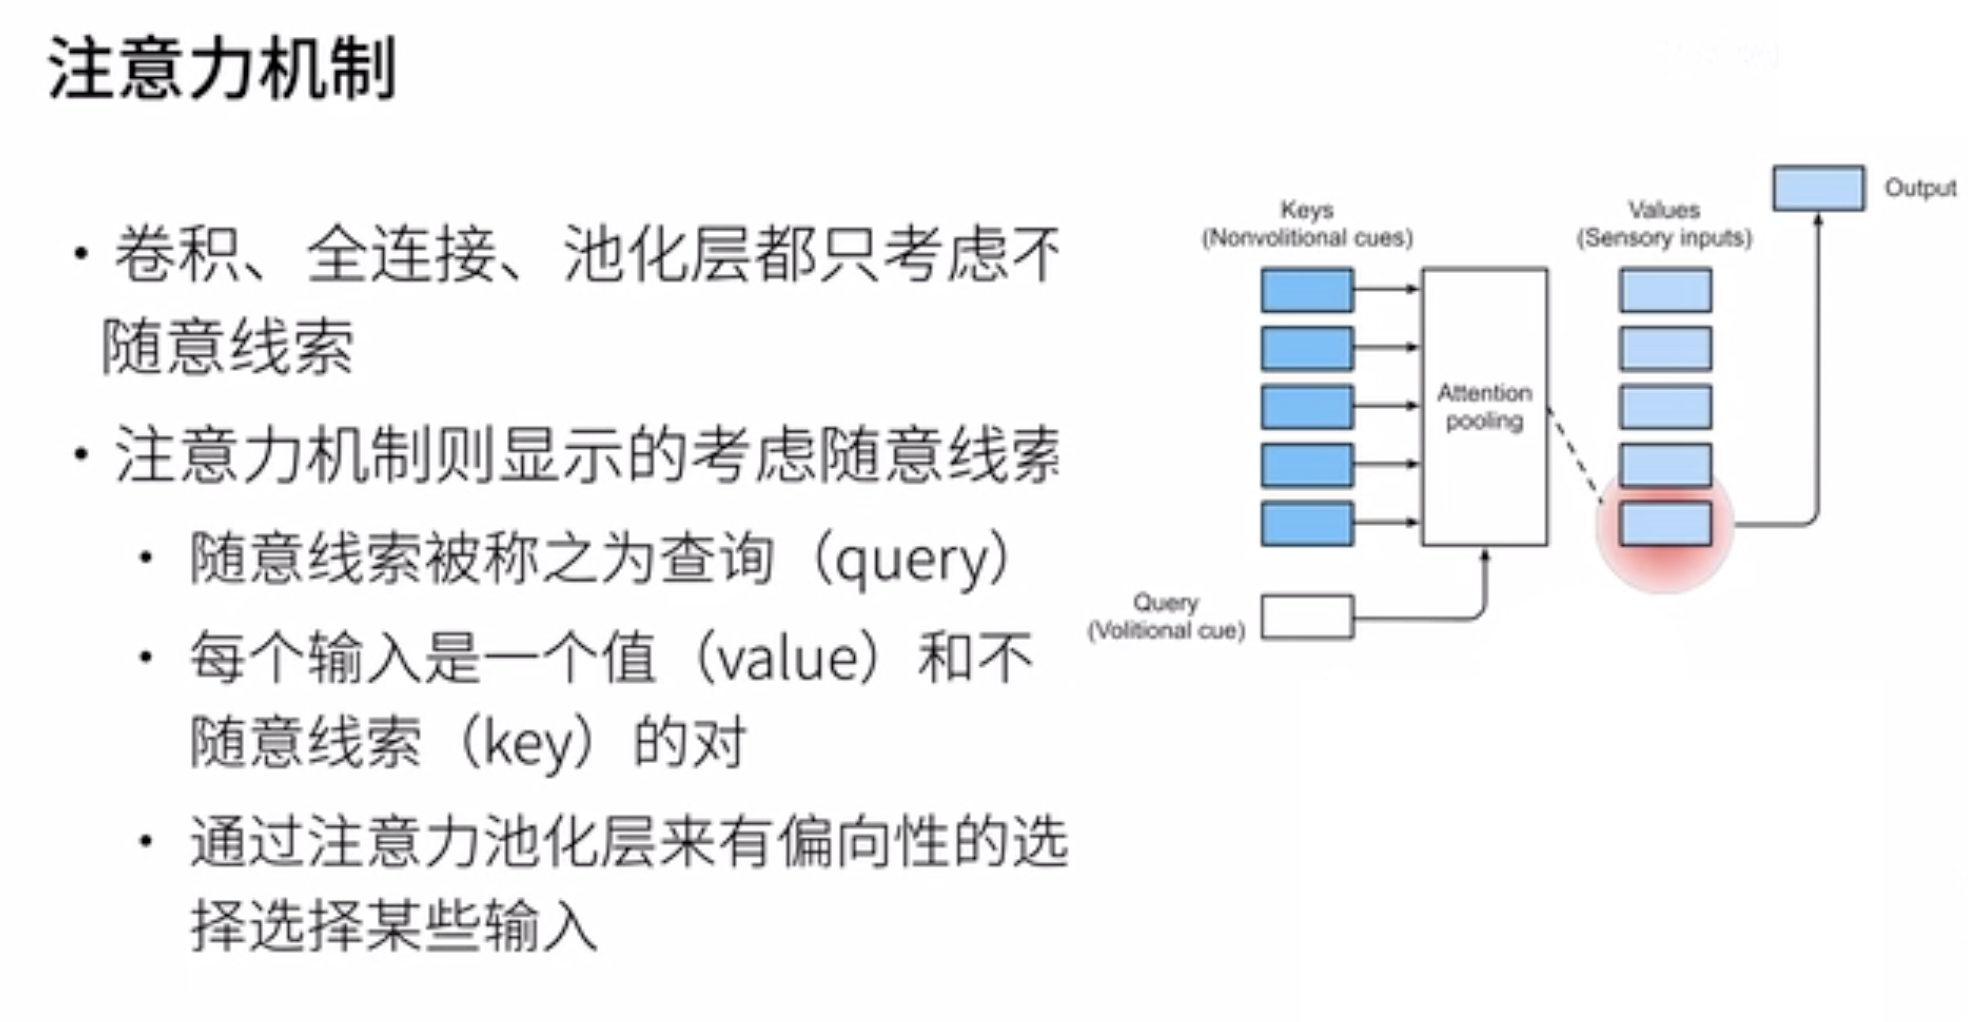 注意力机制
• 卷积、全连接、池化层都只考虑不
随意线索
• 注意力机制则显示的考虑随意线索
• 随意线索被称之为查询（query）
• 每个输入是一个值（value）和不
随意线索（key）的对
• 通过注意力池化层来有偏向性的选
择选择某些输入
Keys
(Nonvolitional cues)
Values
(Sensory inputs)
Output
Attention
pooling
Query
(Volitional cue)